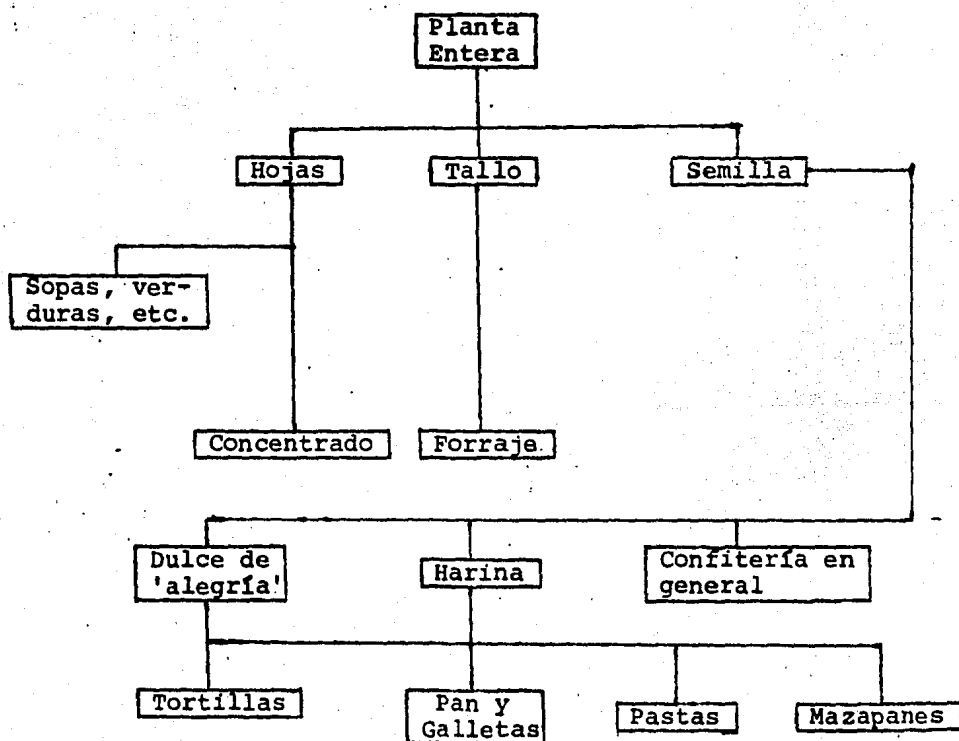 Planta
Entera
Hojas
Tallo
Semilla
Sopas, ver-
duras, etc.
Concentrado
Forraje.
Dulce de
'alegría'
Harina
Confitería en
general
Tortillas
Pan y
Galletas
Pastas
Mazapanes